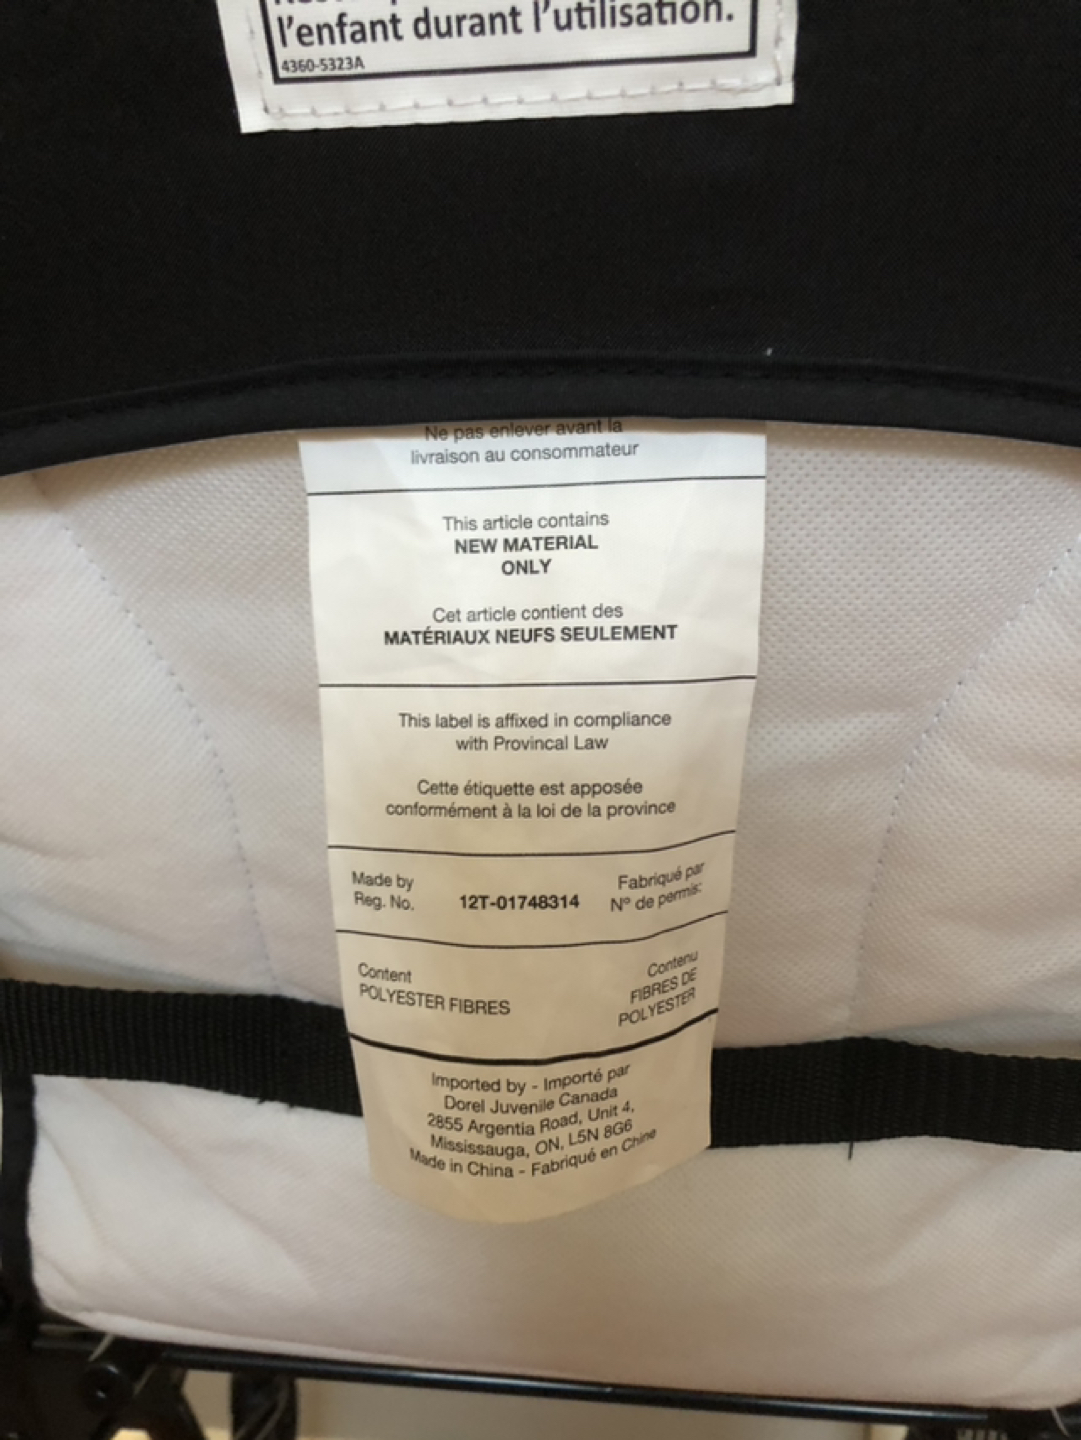 l'enfant durant l'utilisation.
4360-5323A
Ne pas enlever avant la
livraison au consommateur
This article contains
NEW MATERIAL
ONLY
Cet article contient des
MATÉRIAUX NEUFS SEULEMENT
This label is affixed in compliance
with Provincal Law
Cette étiquette est apposée
conformément à la loi de la province
Made by
Reg. No.
12T-01748314
Fabriqué par
Nº de permis:
Content
POLYESTER FIBRES
Contenu
FIBRES DE
POLYESTER
Imported by - Importé par
Dorel Juvenile Canada
2855 Argentia Road, Unit 4,
Mississauga, ON, L5N 8G6
Made in China - Fabriqué en Chine